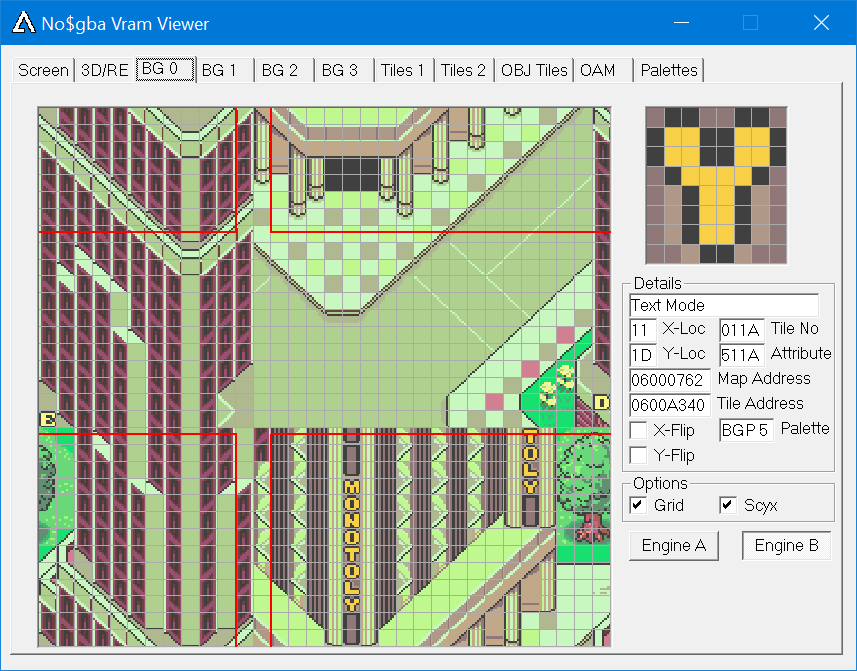 No$gba Vram Viewer
Screen 3D/RE BG 0 BG 1 BG 2 BG 3 Tiles 1 Tiles 2 OBJ Tiles OAM Palettes
Details
Text Mode
11 X-Loc 011A Tile No
1D Y-Loc 511A Attribute
06000762 Map Address
0600A340 Tile Address
X-Flip BGP 5 Palette
Y-Flip
Options
Grid Scyx
Engine A Engine B
Y
B
D
MONOTOLY
TOLY